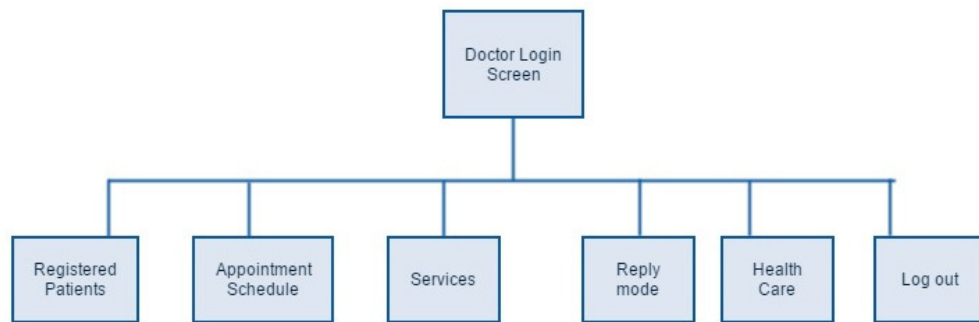 Doctor Login
Screen
Registered
Patients
Appointment
Schedule
Services
Reply
mode
Health
Care
Log out